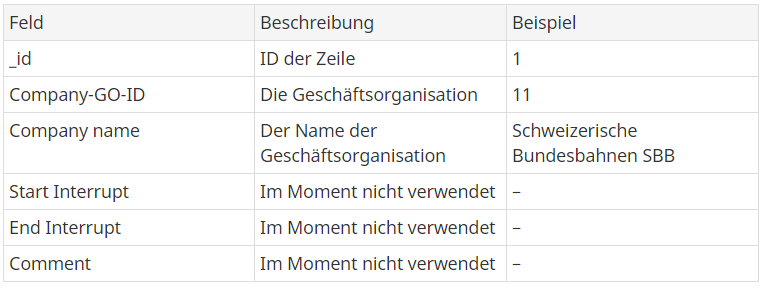 Feld Beschreibung Beispiel
_id ID der Zeile 1
Company-GO-ID Die Geschäftsorganisation 11
Company name Der Name der Schweizerische
Geschäftsorganisation Bundesbahnen SBB
Start Interrupt Im Moment nicht verwendet –
End Interrupt Im Moment nicht verwendet –
Comment Im Moment nicht verwendet –